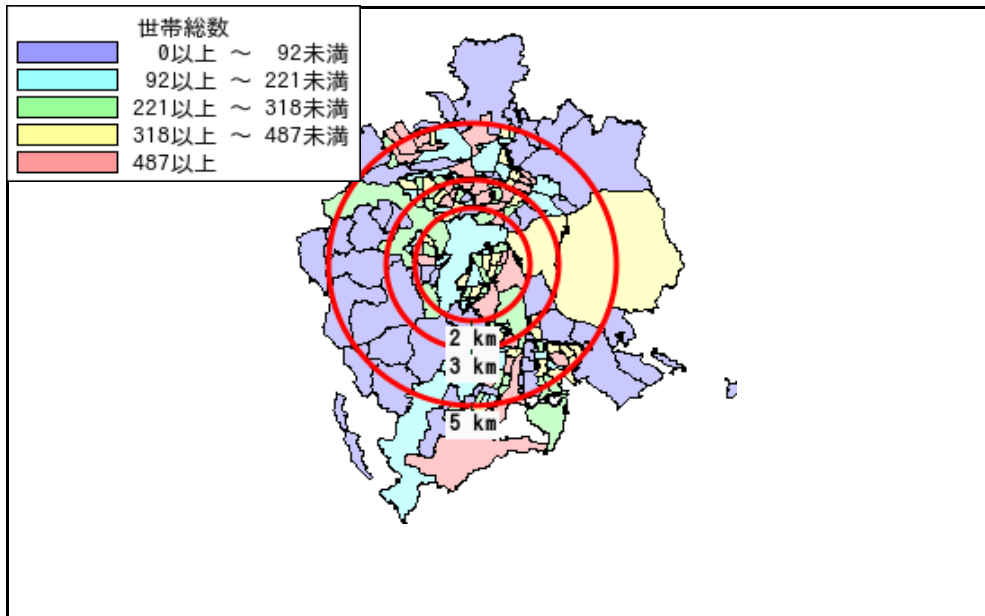 世帯総数
0以上 ～ 92未満
92以上 ～ 221未満
221以上 ～ 318未満
318以上 ～ 487未満
487以上
2 km
3 km
5 km